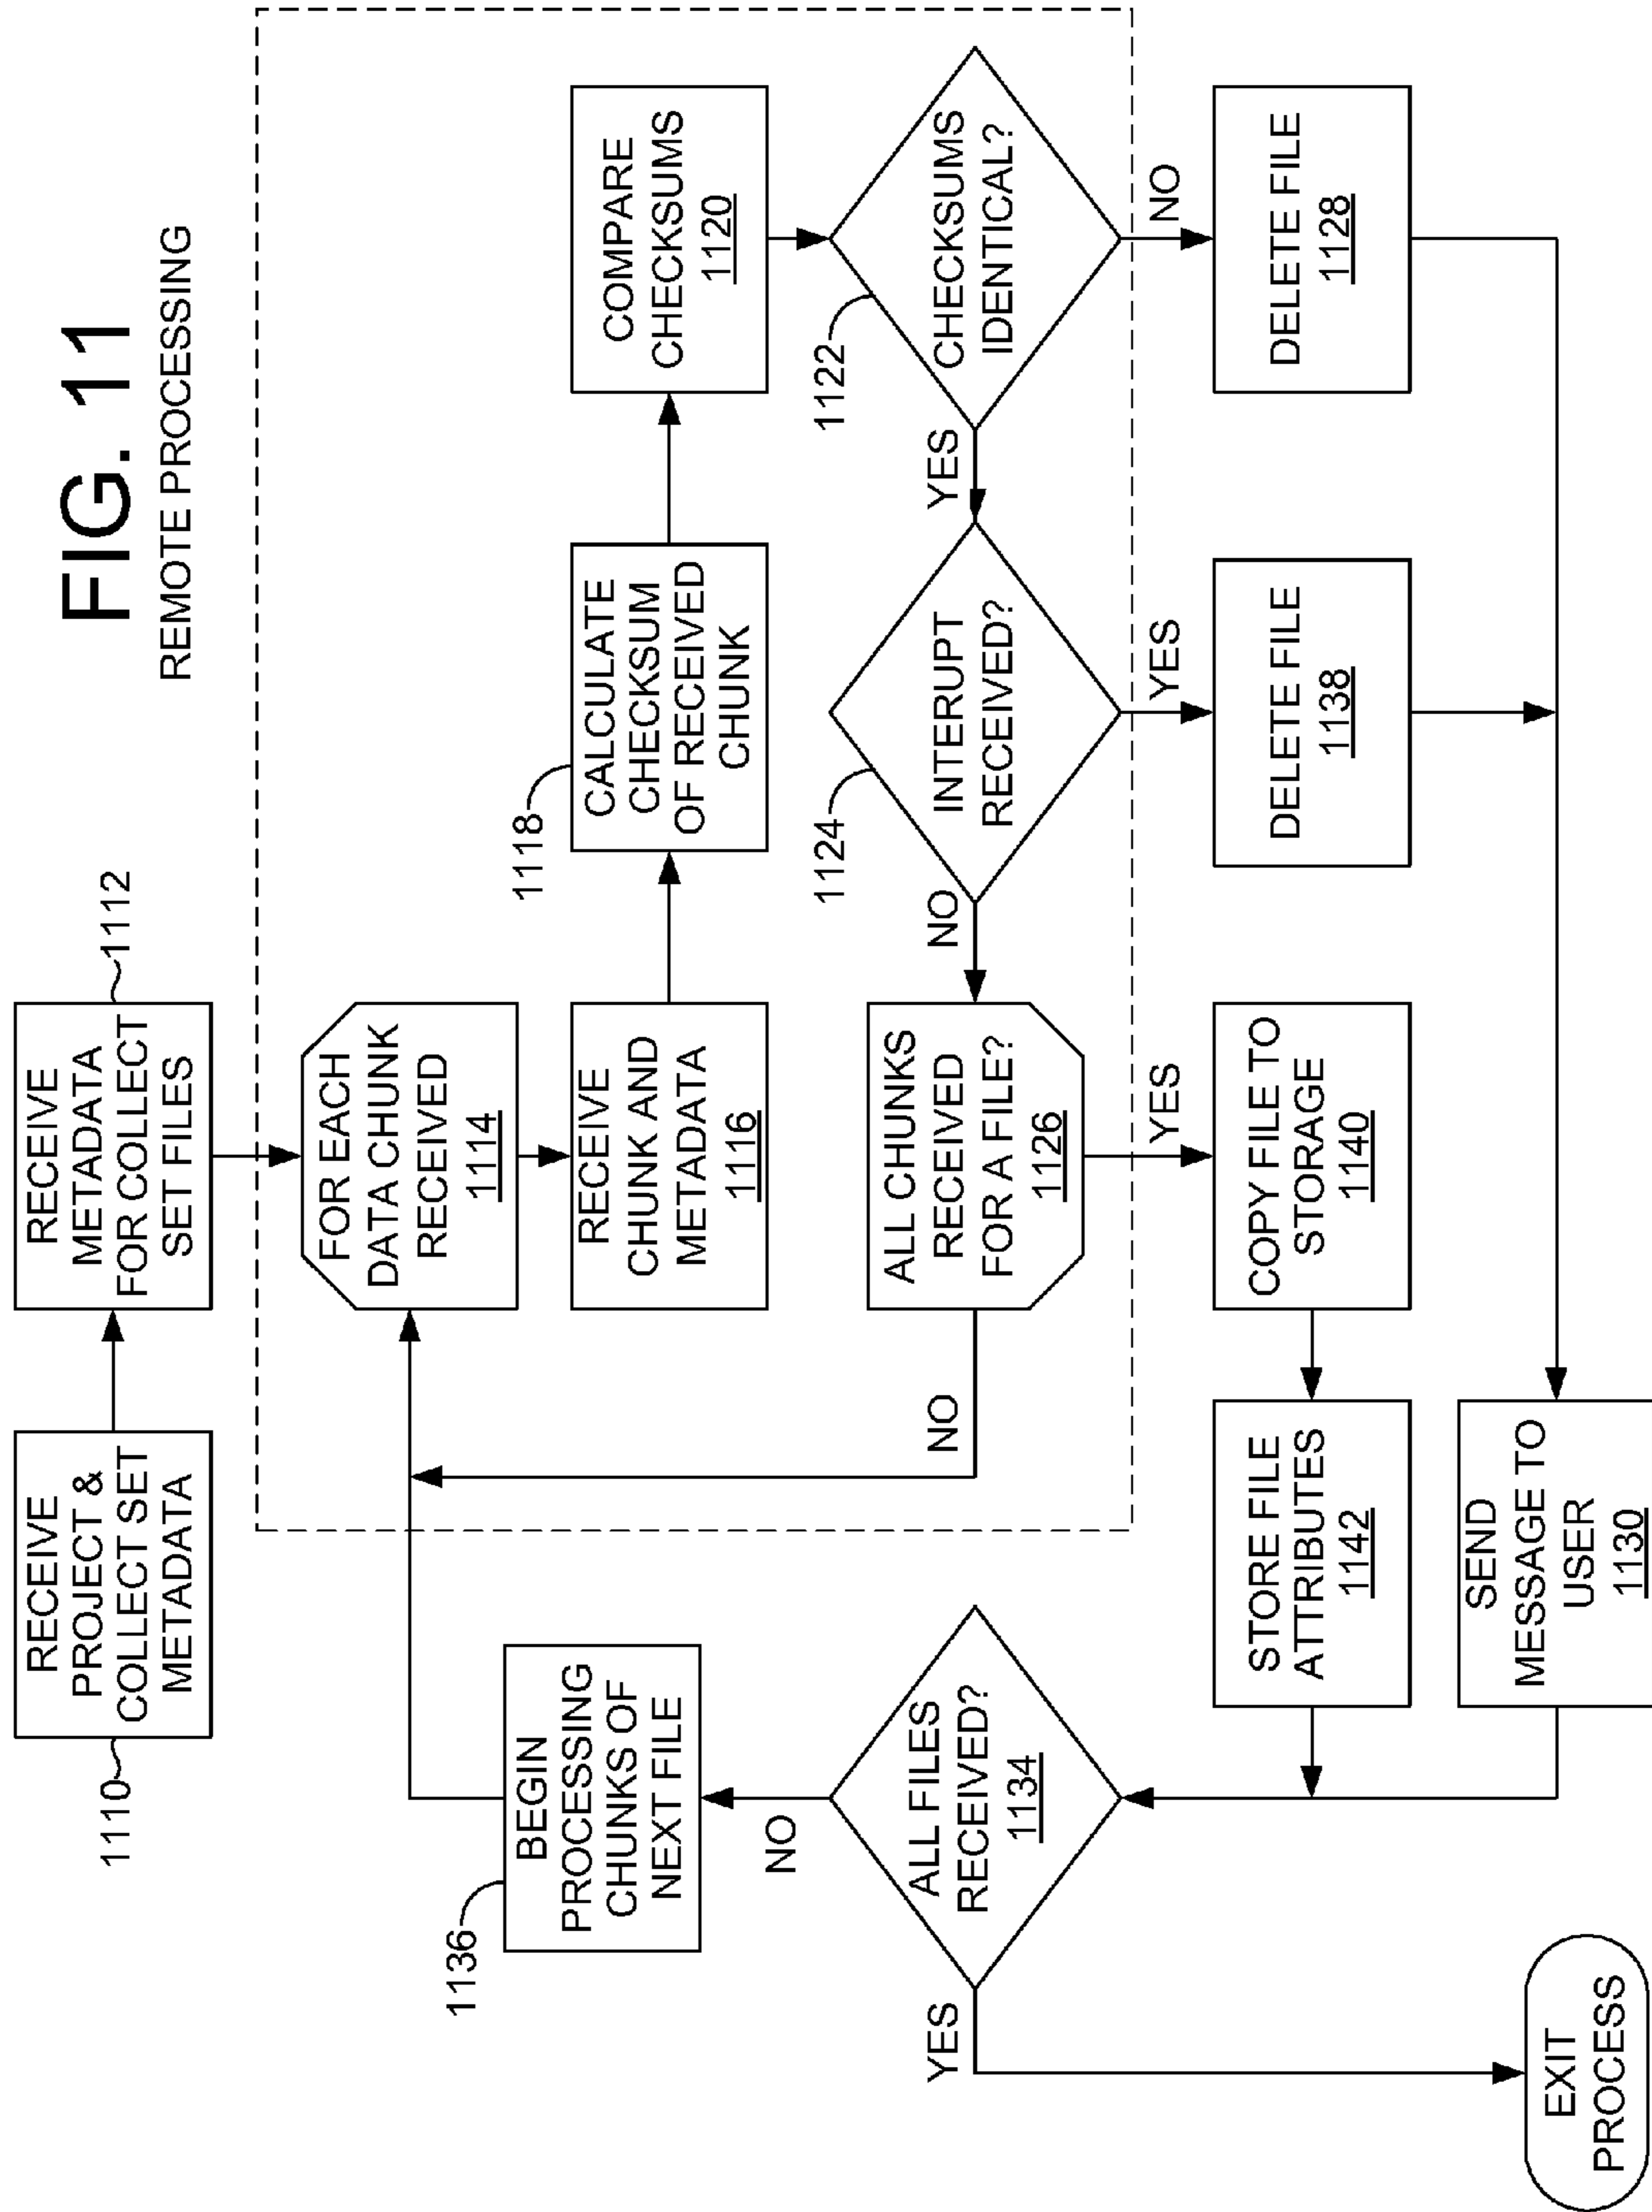 FIG. 11
REMOTE PROCESSING
1110
RECEIVE
PROJECT &
COLLECT SET
METADATA
RECEIVE
METADATA
FOR COLLECT
SET FILES
1112
FOR EACH
DATA CHUNK
RECEIVED
1114
RECEIVE
CHUNK AND
METADATA
1116
1118
CALCULATE
CHECKSUM
OF RECEIVED
CHUNK
COMPARE
CHECKSUMS
1120
1122
CHECKSUMS
IDENTICAL?
YES
NO
1124
INTERRUPT
RECEIVED?
NO
YES
ALL CHUNKS
RECEIVED
FOR A FILE?
1126
NO
YES
DELETE FILE
1128
DELETE FILE
1138
COPY FILE TO
STORAGE
1140
STORE FILE
ATTRIBUTES
1142
SEND
MESSAGE TO
USER
1130
ALL FILES
RECEIVED?
1134
NO
YES
1136
BEGIN
PROCESSING
CHUNKS OF
NEXT FILE
EXIT
PROCESS